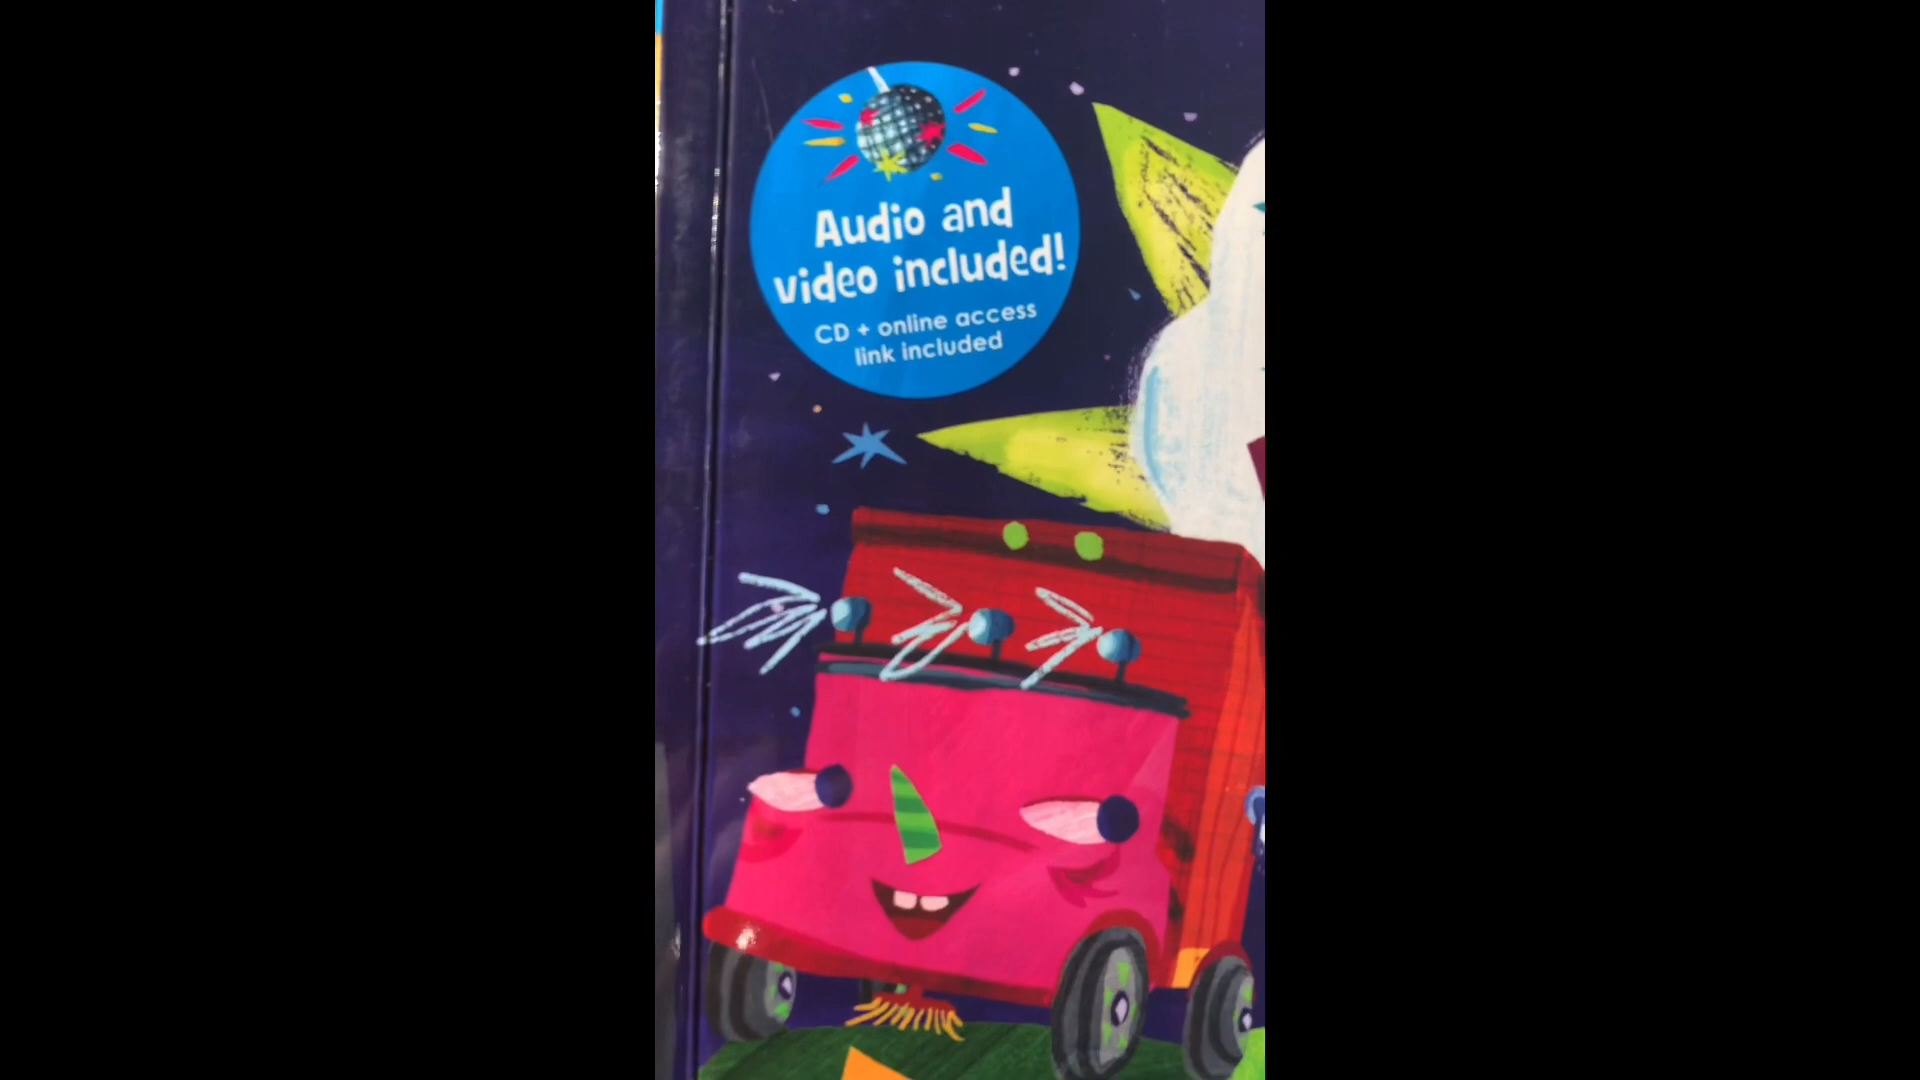 Audio and
video included!
CD + online access
link included